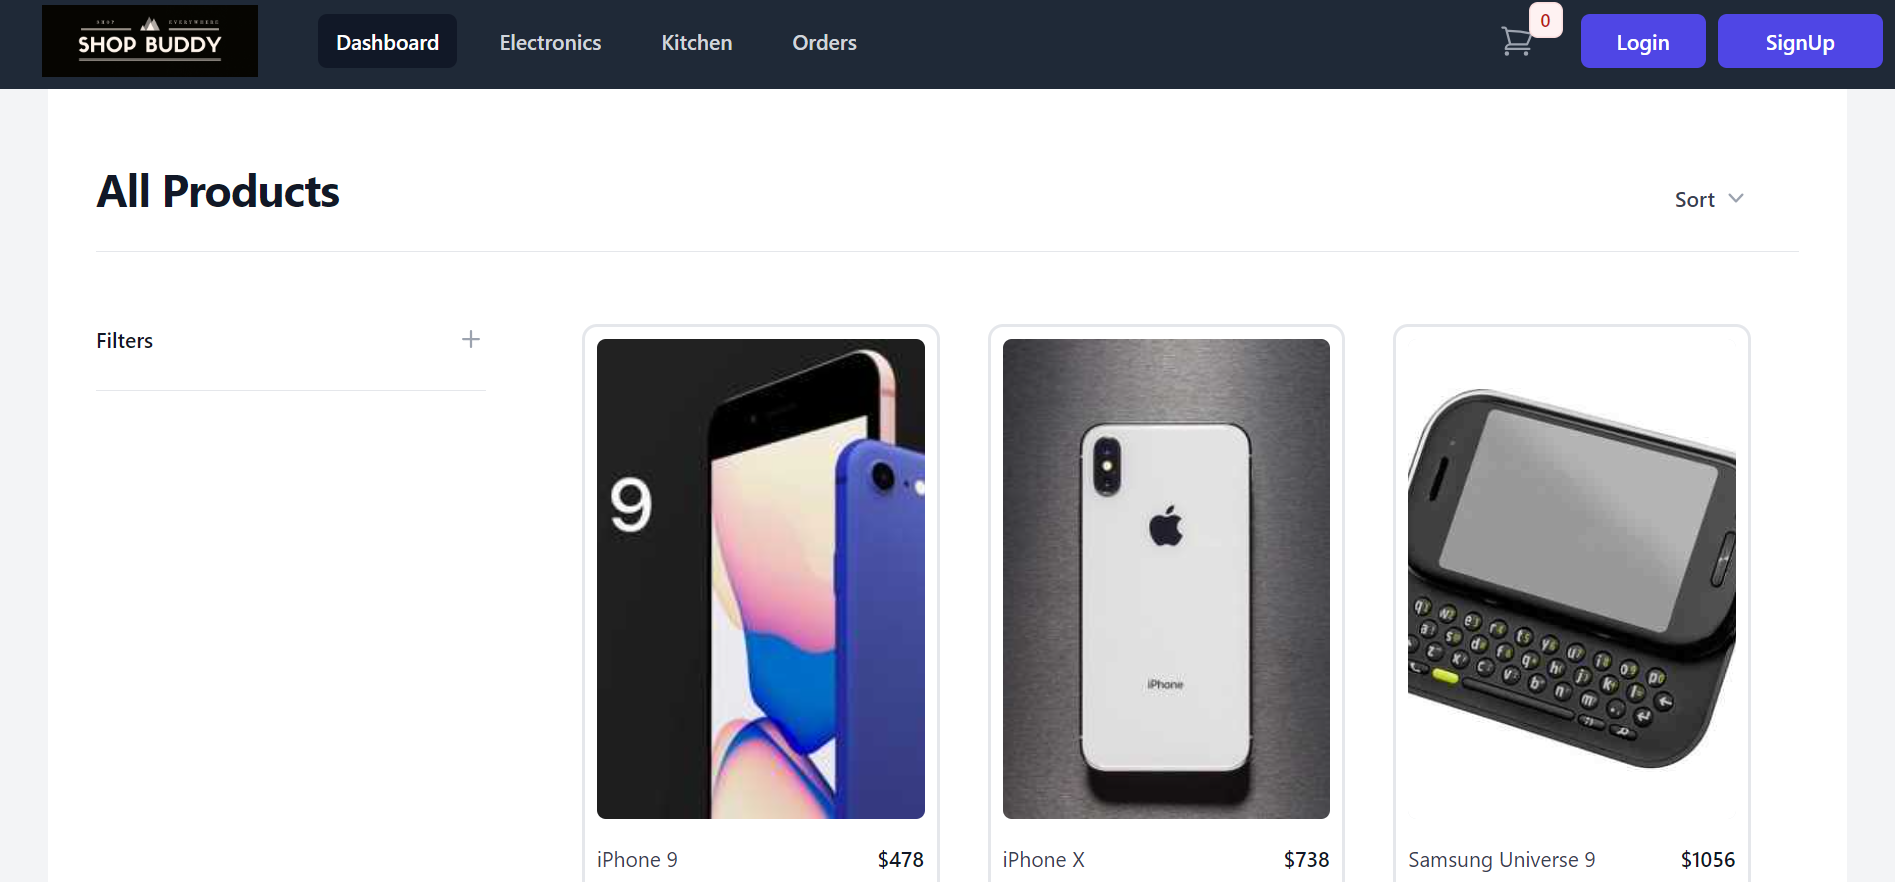 SHOP EVERYWHERE
SHOP BUDDY
Dashboard
Electronics
Kitchen
Orders
0
Login
SignUp
All Products
Sort
Filters
9
iPhone
iPhone 9
$478
iPhone X
$738
Samsung Universe 9
$1056